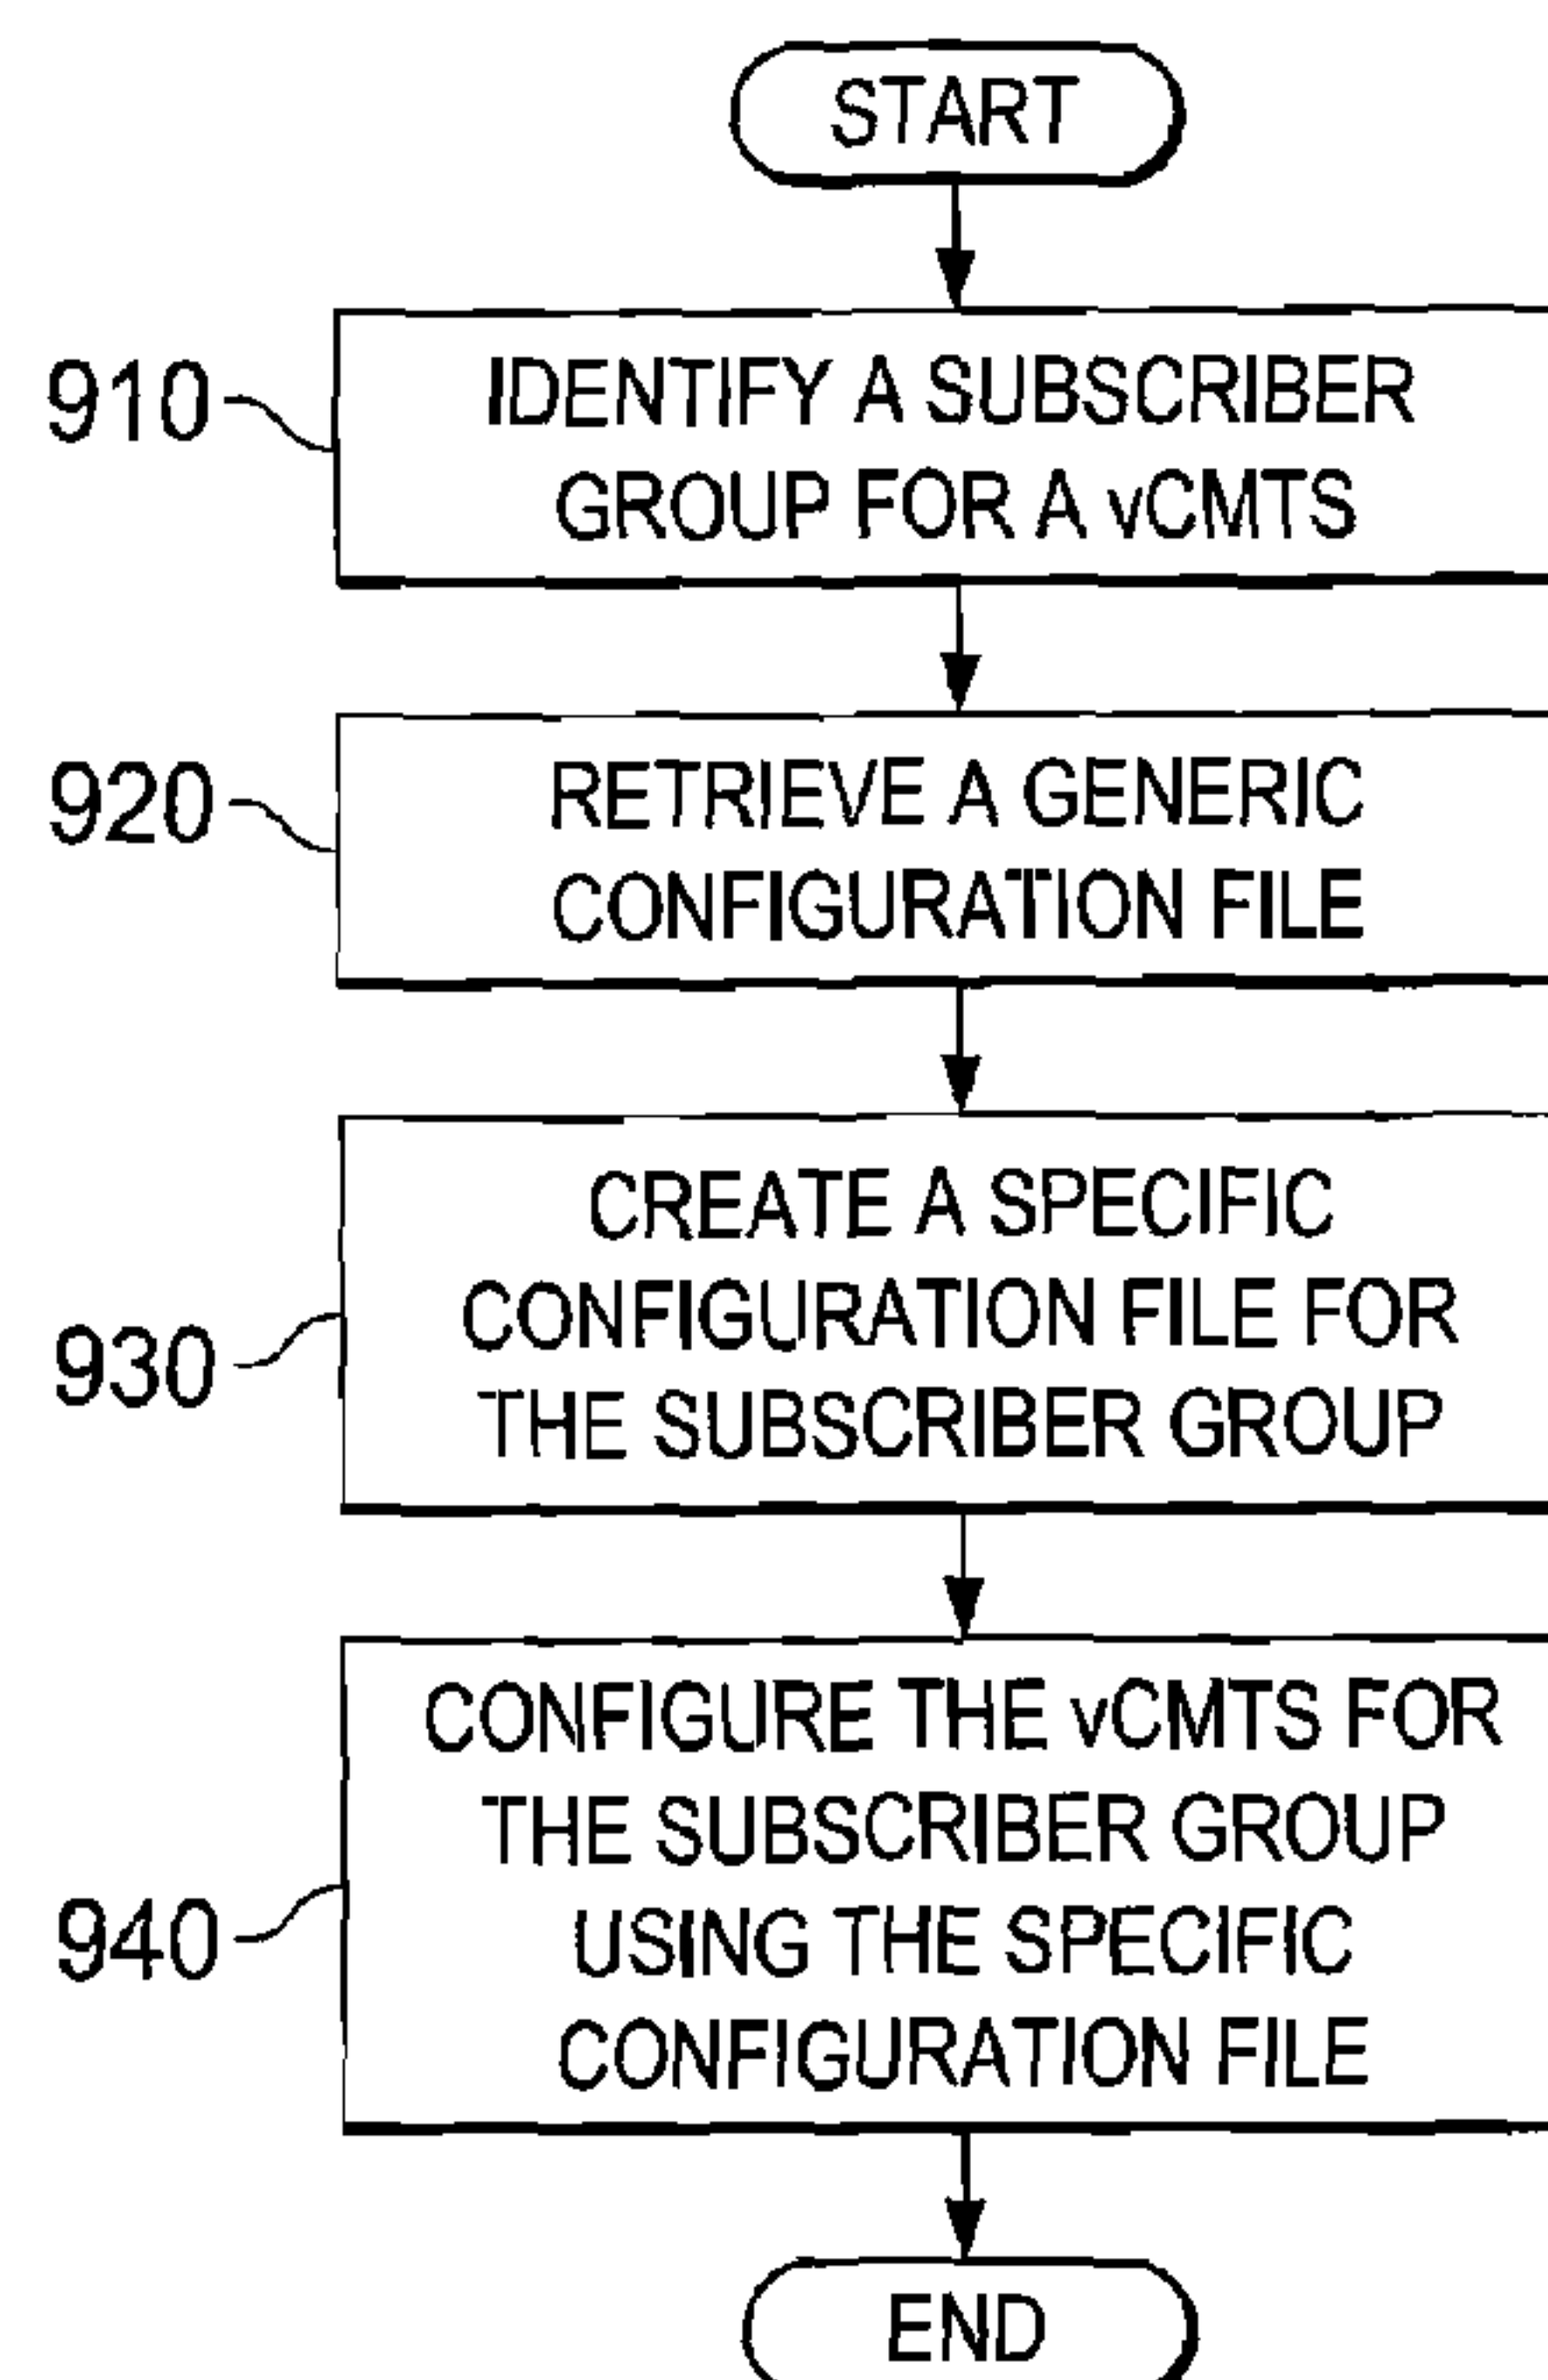 START
910
IDENTIFY A SUBSCRIBER
GROUP FOR A vCMTS
920
RETRIEVE A GENERIC
CONFIGURATION FILE
930
CREATE A SPECIFIC
CONFIGURATION FILE FOR
THE SUBSCRIBER GROUP
940
CONFIGURE THE vCMTS FOR
THE SUBSCRIBER GROUP
USING THE SPECIFIC
CONFIGURATION FILE
END